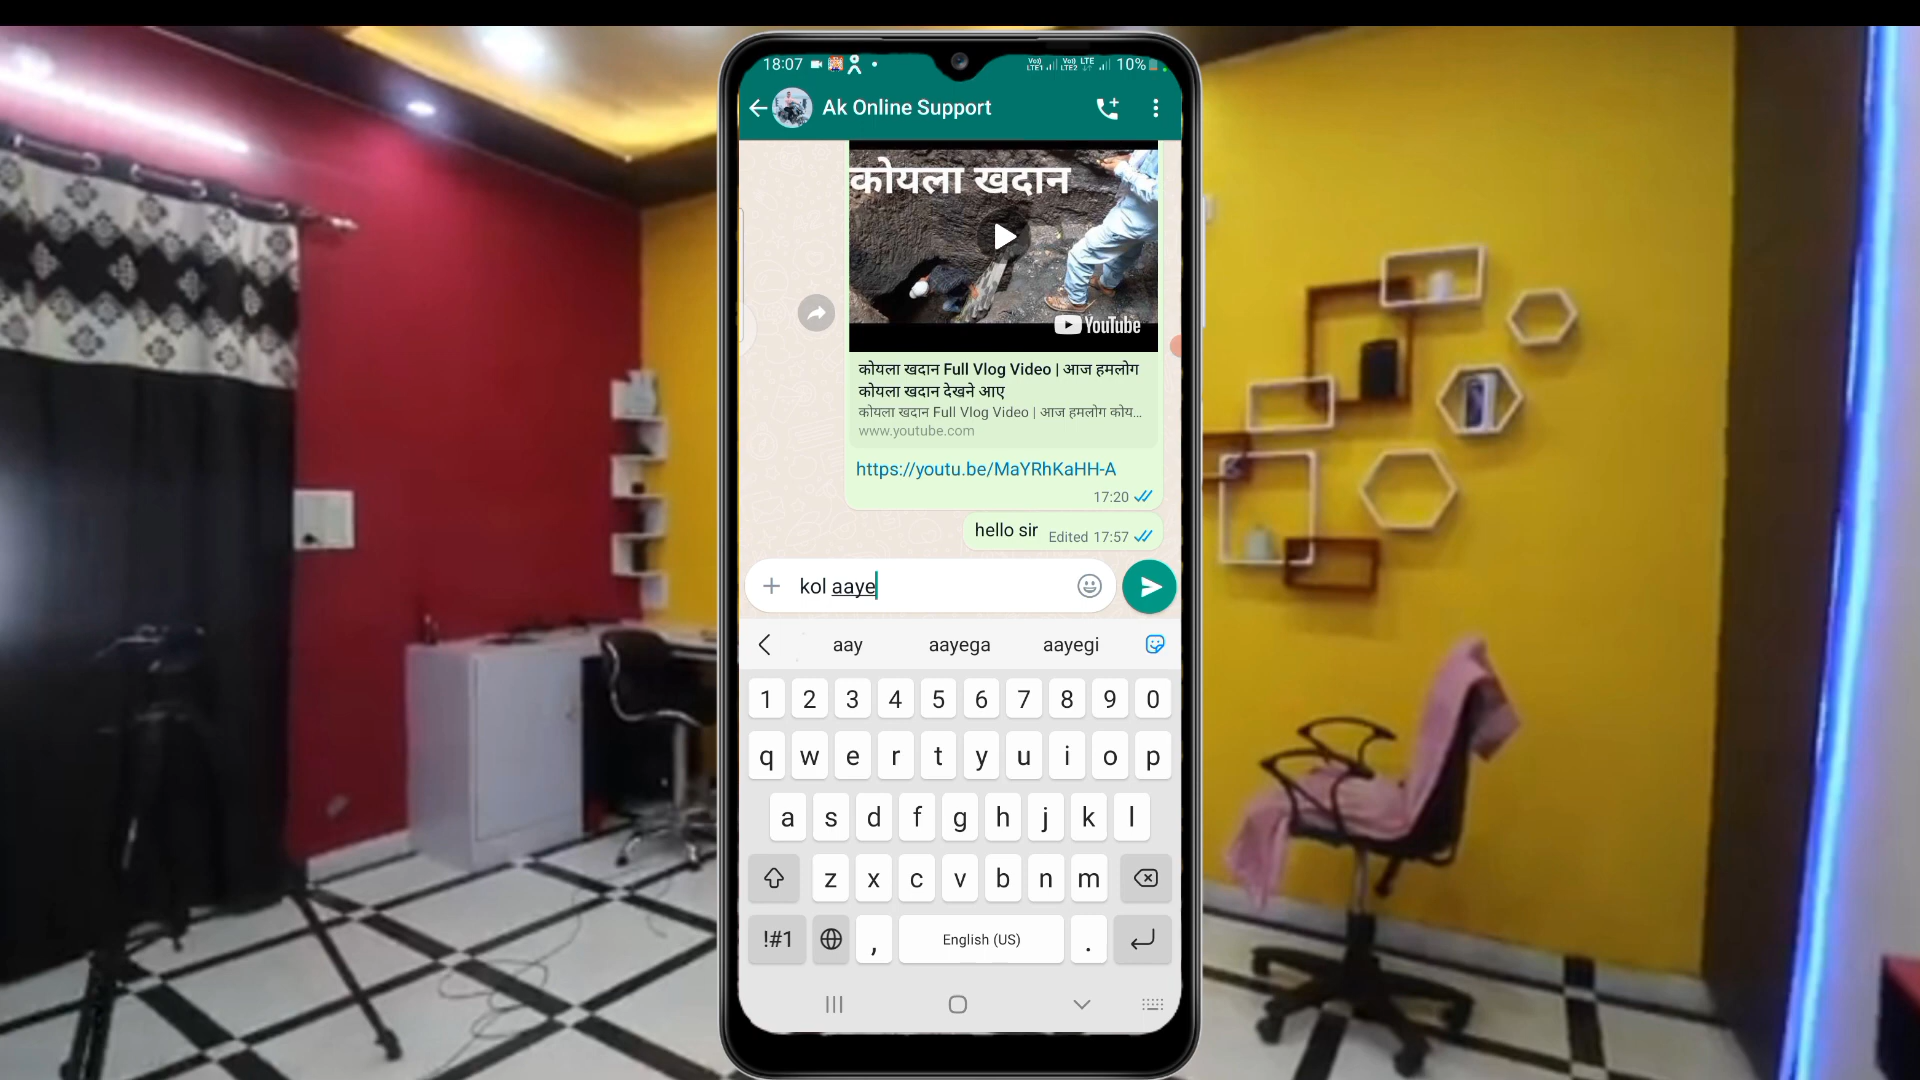 18:07
VoLTE1 VoLTE2 LTE 10%
Ak Online Support
कोयला खदान
YouTube
कोयला खदान Full Vlog Video | आज हमलोग
कोयला खदान देखने आए
कोयला खदान Full Vlog Video | आज हमलोग कोय...
www.youtube.com
https://youtu.be/MaYRhKaHH-A
17:20
hello sir Edited 17:57
kol aaye
aay aayega aayegi
1 2 3 4 5 6 7 8 9 0
q w e r t y u i o p
a s d f g h j k l
z x c v b n m
!#1 , English (US) .